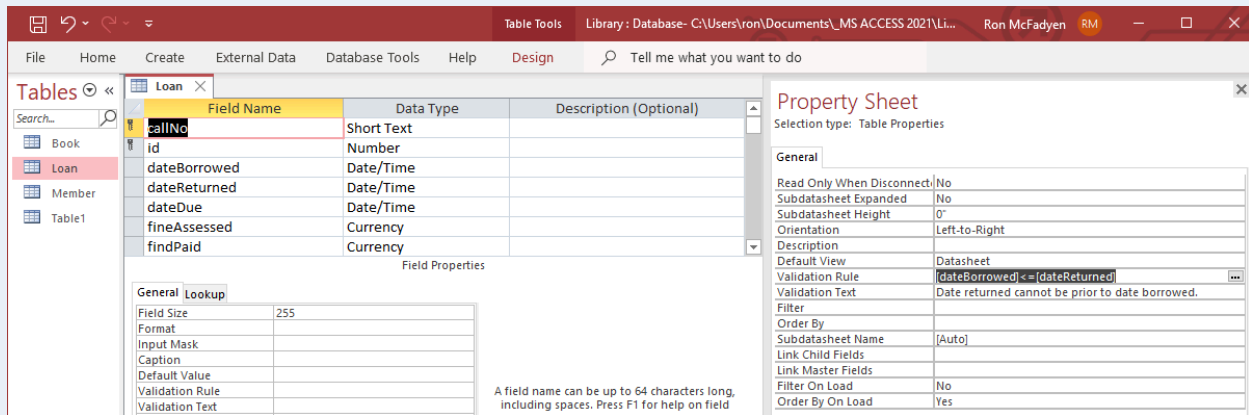 Table Tools
Library : Database- C:\Users\ron\Documents\_MS ACCESS 2021\Li...
Ron McFadyen
RM
File Home Create External Data Database Tools Help Design Tell me what you want to do
Tables
Search...
Book
Loan
Member
Table1
Loan
Field Name Data Type Description (Optional)
callNo Short Text
id Number
dateBorrowed Date/Time
dateReturned Date/Time
dateDue Date/Time
fineAssessed Currency
findPaid Currency
Field Properties
General Lookup
Field Size 255
Format
Input Mask
Caption
Default Value
Validation Rule
Validation Text
A field name can be up to 64 characters long,
including spaces. Press F1 for help on field
Property Sheet
Selection type: Table Properties
General
Read Only When Disconnecti No
Subdatasheet Expanded No
Subdatasheet Height 0"
Orientation Left-to-Right
Description
Default View Datasheet
Validation Rule [dateBorrowed]<=[dateReturned] ...
Validation Text Date returned cannot be prior to date borrowed.
Filter
Order By
Subdatasheet Name [Auto]
Link Child Fields
Link Master Fields
Filter On Load No
Order By On Load Yes